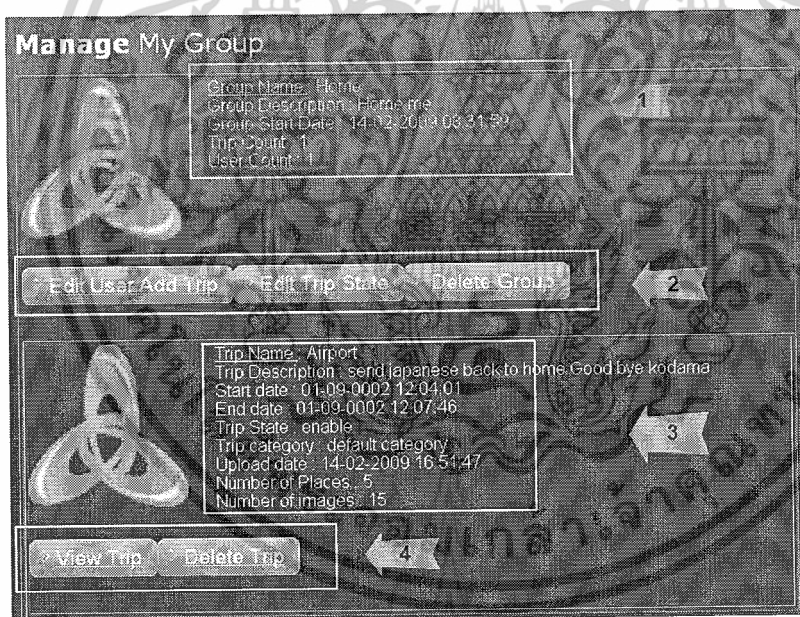 Manage My Group
Group Name : Home
Group Description : Home me
Group Start Date : 14-02-2009 08:31:59
Trip Count : 1
User Count : 1
1
Edit User Add Trip
Edit Trip State
Delete Group
2
Trip Name : Airport
Trip Description : send japanese back to home.Good bye kodama
Start date : 01-09-0002 12:04:01
End date : 01-09-0002 12:07:46
Trip State : enable
Trip category : default category
Upload date : 14-02-2009 16:51:47
Number of Places : 5
Number of images : 15
3
View Trip
Delete Trip
4